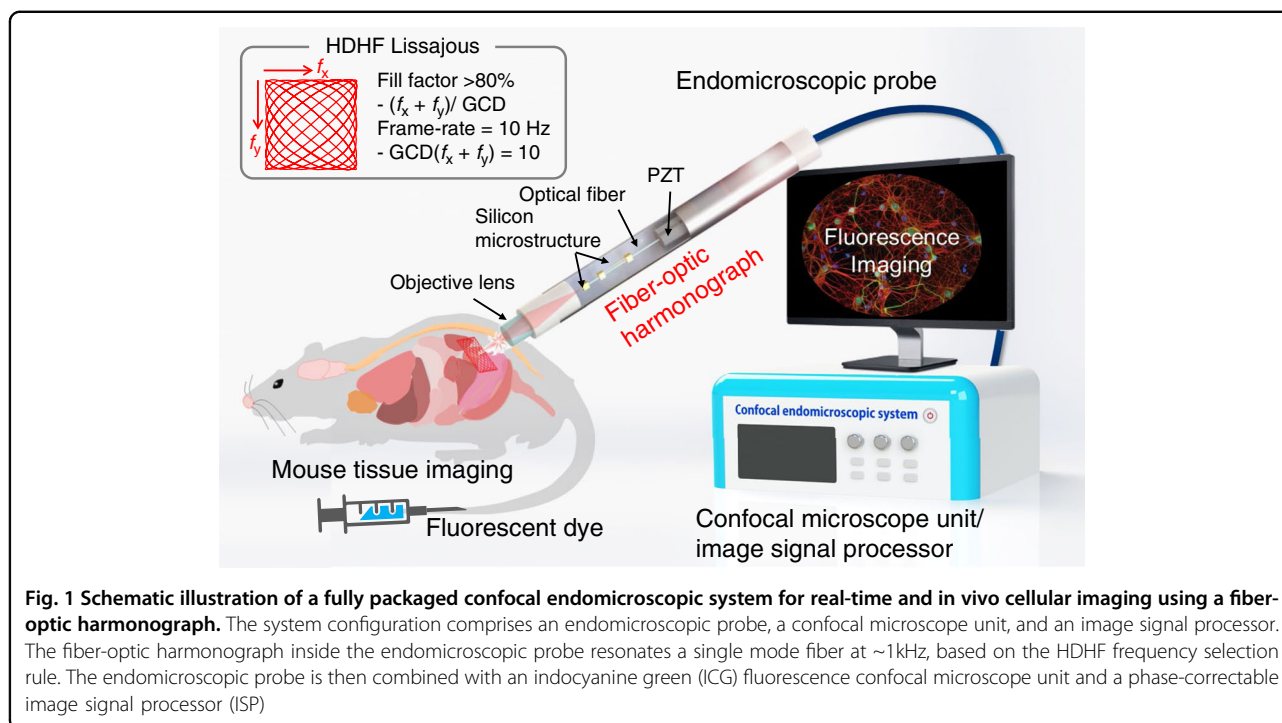 HDHF Lissajous
fx
fy
Fill factor >80%
- (fx + fy)/ GCD
Frame-rate = 10 Hz
- GCD(fx + fy) = 10
Endomicroscopic probe
PZT
Optical fiber
Silicon
microstructure
Objective lens
Fiber-optic
harmonograph
Fluorescence
Imaging
Confocal endomicroscopic system
Mouse tissue imaging
Fluorescent dye
Confocal microscope unit/
image signal processor
Fig. 1 Schematic illustration of a fully packaged confocal endomicroscopic system for real-time and in vivo cellular imaging using a fiber-
optic harmonograph. The system configuration comprises an endomicroscopic probe, a confocal microscope unit, and an image signal processor.
The fiber-optic harmonograph inside the endomicroscopic probe resonates a single mode fiber at ~1kHz, based on the HDHF frequency selection
rule. The endomicroscopic probe is then combined with an indocyanine green (ICG) fluorescence confocal microscope unit and a phase-correctable
image signal processor (ISP)